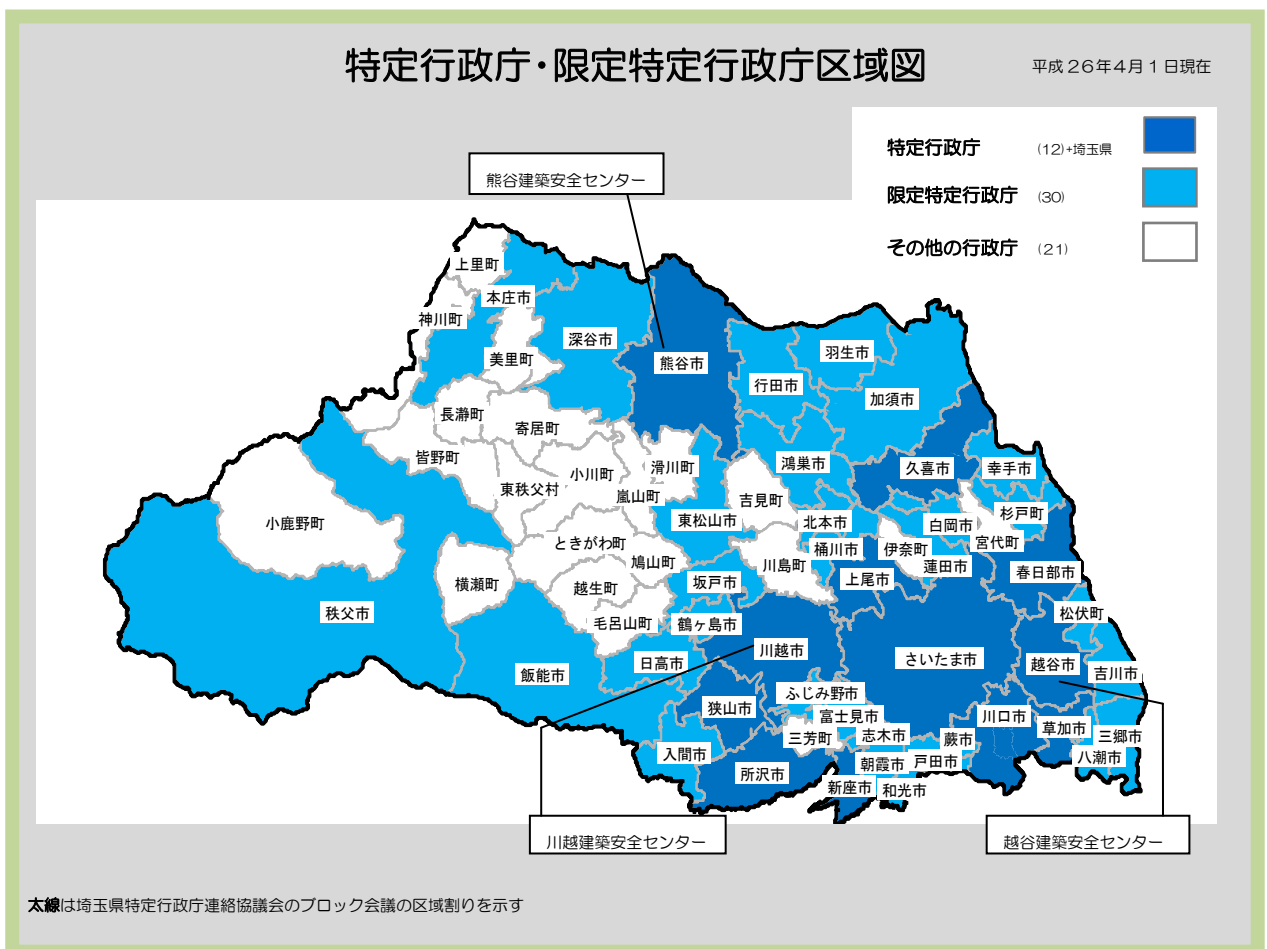 特定行政庁・限定特定行政庁区域図
平成26年4月1日現在
特定行政庁 (12)+埼玉県
限定特定行政庁 (30)
その他の行政庁 (21)
熊谷建築安全センター
上里町
本庄市
神川町
深谷市
美里町
熊谷市
羽生市
行田市
加須市
長瀞町
寄居町
皆野町
小川町
滑川町
鴻巣市
久喜市
幸手市
東秩父村
嵐山町
吉見町
小鹿野町
東松山市
北本市
白岡市
杉戸町
ときがわ町
桶川市
伊奈町
宮代町
鳩山町
川島町
蓮田市
横瀬町
越生町
坂戸市
上尾市
春日部市
秩父市
毛呂山町
鶴ヶ島市
松伏町
日高市
川越市
さいたま市
越谷市
飯能市
吉川市
ふじみ野市
狭山市
富士見市
川口市
三芳町
志木市
蕨市
草加市
三郷市
入間市
所沢市
朝霞市
戸田市
八潮市
新座市
和光市
川越建築安全センター
越谷建築安全センター
太線は埼玉県特定行政庁連絡協議会のブロック会議の区域割りを示す